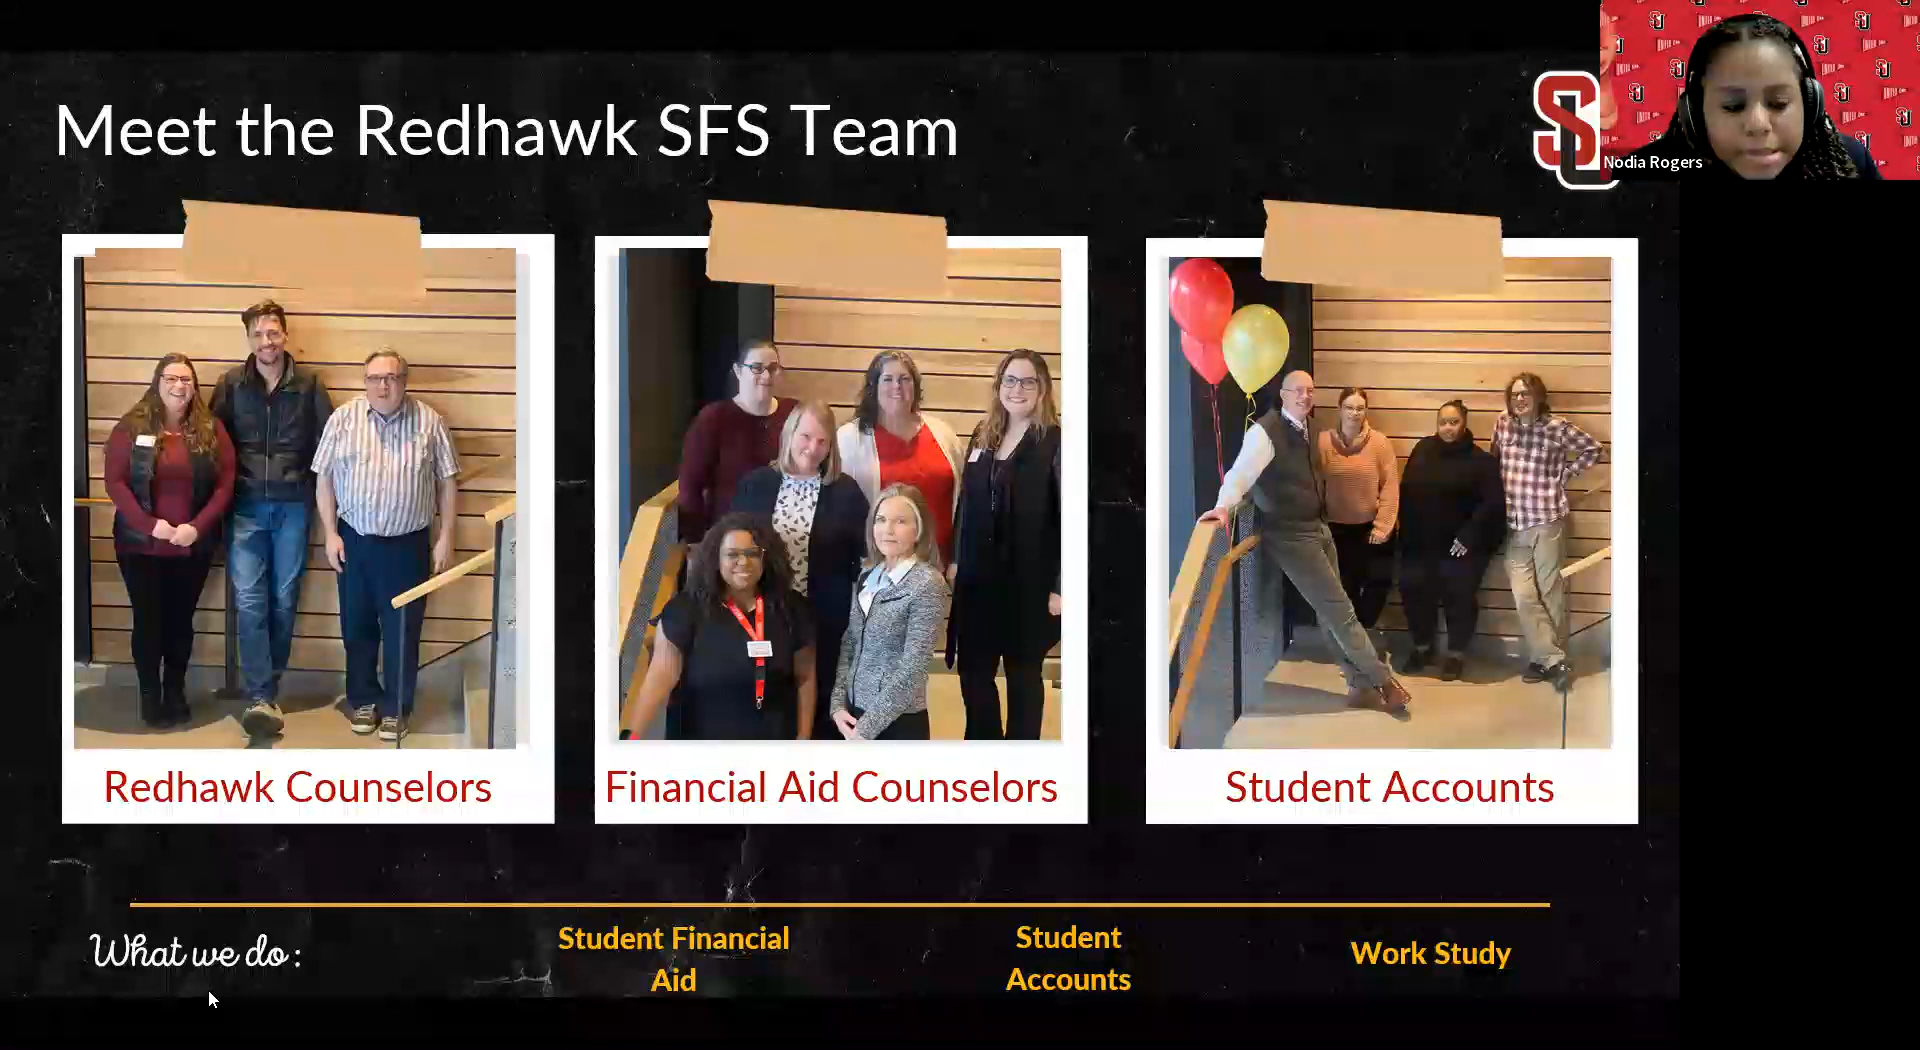 Meet the Redhawk SFS Team
Nodia Rogers
Redhawk Counselors
Financial Aid Counselors
Student Accounts
What we do:
Student Financial
Aid
Student
Accounts
Work Study